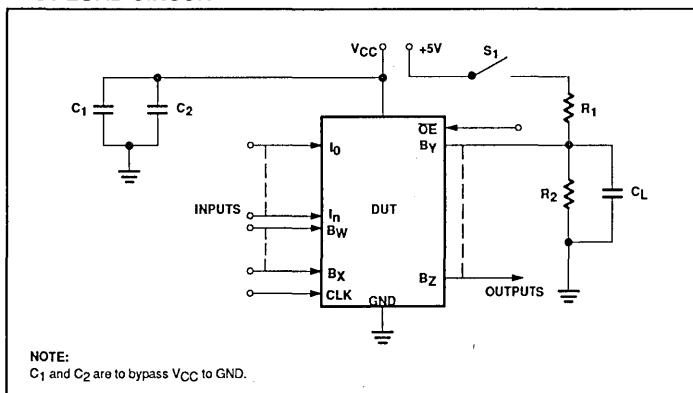 VCC
+5V
S1
C1
C2
R1
OE
I0
BY
R2
CL
INPUTS
In
DUT
BW
BX
BZ
CLK
GND
OUTPUTS
NOTE:
C1 and C2 are to bypass VCC to GND.